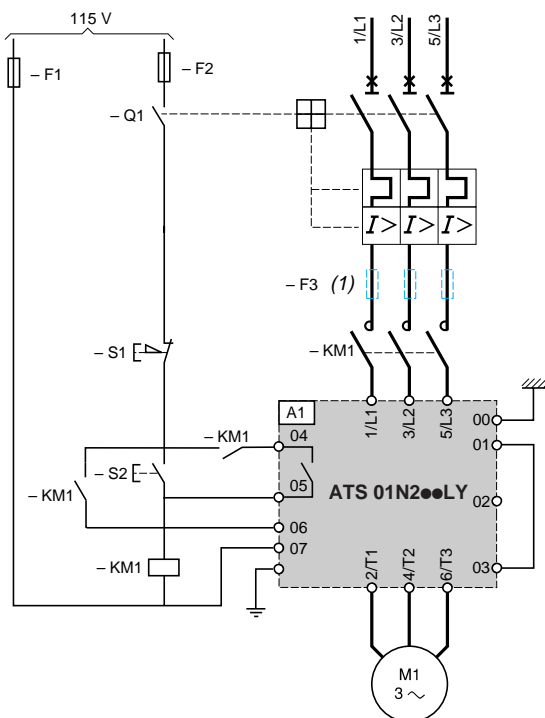 115 V
– F1
– F2
– Q1
1/L1
3/L2
5/L3
I>
I>
I>
– F3 (1)
– S1
– KM1
A1
1/L1
3/L2
5/L3
00
– KM1
04
01
– S2
05
ATS 01N2●●LY
02
– KM1
06
07
– KM1
2/T1
4/T2
6/T3
03
M1
3 ~